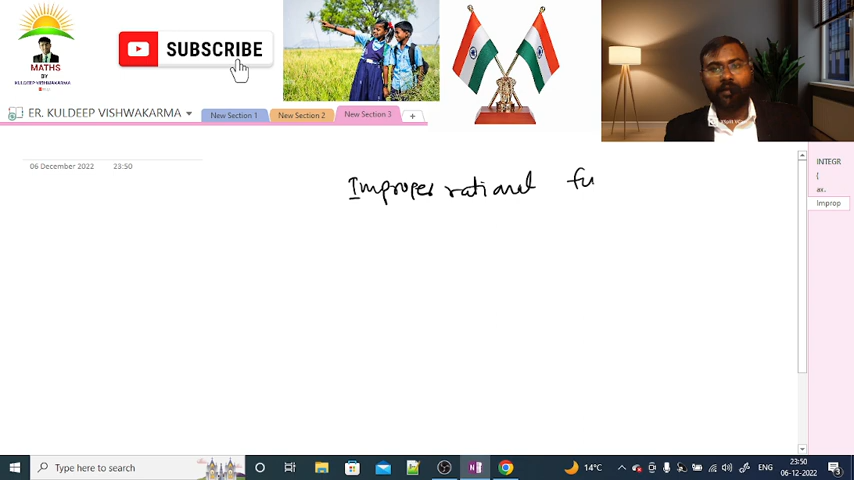 SUBSCRIBE
MATHS
BY
KULDEEP VISHWAKARMA
ER. KULDEEP VISHWAKARMA
New Section 1
New Section 2
New Section 3
+
06 December 2022 23:50
Improper rational fu
INTEGR
(
ax.
Improp
Type here to search
14°C
ENG
23:50
06-12-2022
3